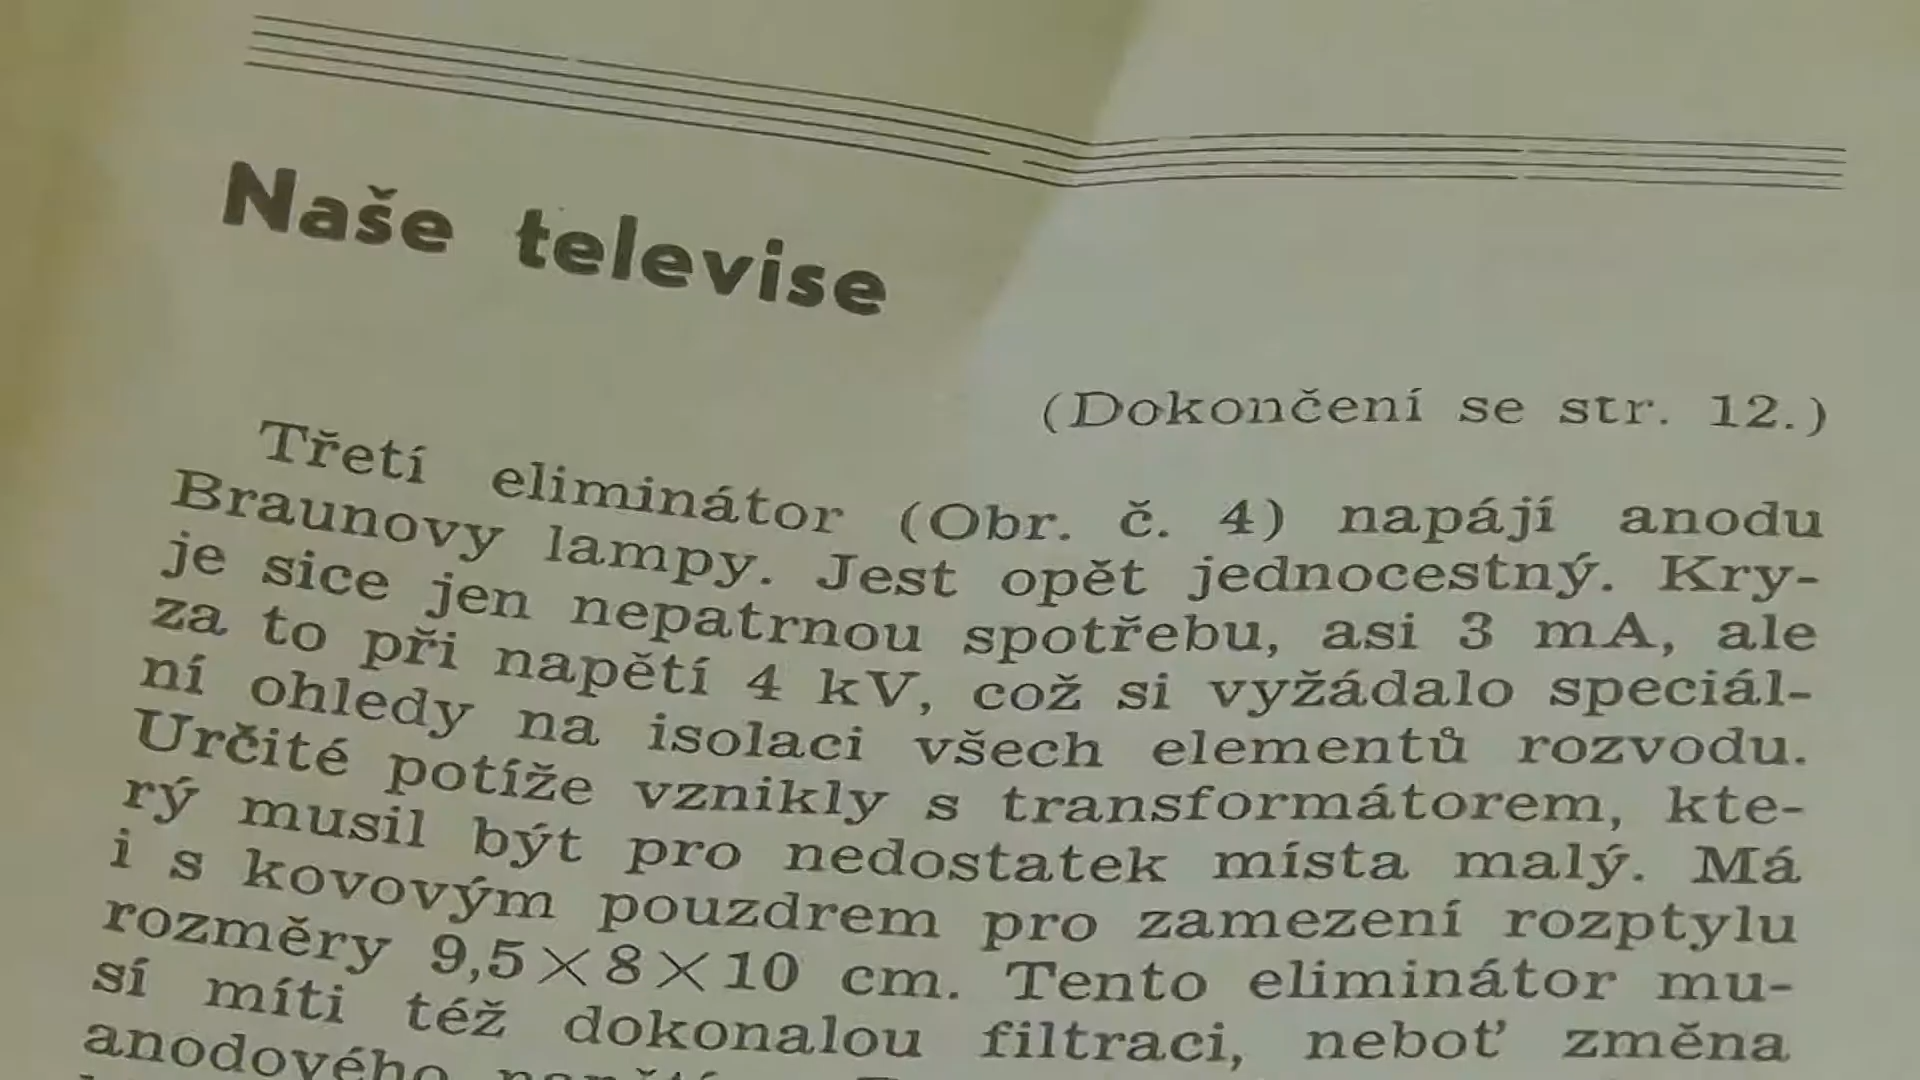 Naše televise
(Dokončení se str. 12.)
Třetí eliminátor (Obr. č. 4) napájí anodu
Braunovy lampy. Jest opět jednocestný. Kry-
je sice jen nepatrnou spotřebu, asi 3 mA, ale
za to při napětí 4 kV, což si vyžádalo speciál-
ní ohledy na isolaci všech elementů rozvodu.
Určité potíže vznikly s transformátorem, kte-
rý musil být pro nedostatek místa malý. Má
i s kovovým pouzdrem pro zamezení rozptylu
rozměry 9,5×8×10 cm. Tento eliminátor mu-
sí míti též dokonalou filtraci, neboť změna
anodového